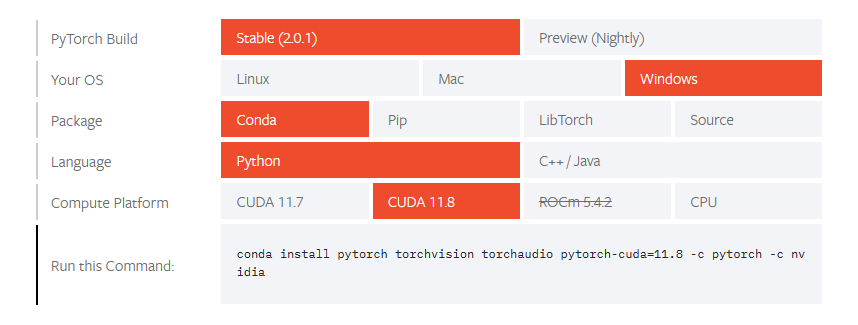 PyTorch Build Stable (2.0.1) Preview (Nightly)
Your OS Linux Mac Windows
Package Conda Pip LibTorch Source
Language Python C++ / Java
Compute Platform CUDA 11.7 CUDA 11.8 ROCm 5.4.2 CPU
Run this Command:
conda install pytorch torchvision torchaudio pytorch-cuda=11.8 -c pytorch -c nv
idia